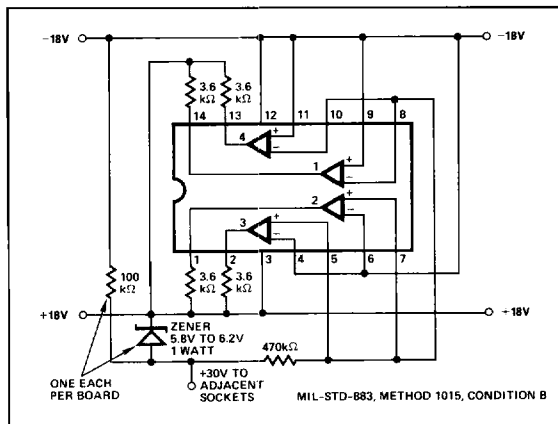 −18V −18V
3.6 kΩ 3.6 kΩ
14 13 12 11 10 9 8
4 + −
1 + −
2 + −
3 + −
1 2 3 4 5 6 7
100 kΩ
3.6 kΩ 3.6 kΩ
+18V +18V
ZENER
5.8V TO 6.2V
1 WATT
470kΩ
ONE EACH
PER BOARD
+30V TO
ADJACENT
SOCKETS
MIL-STD-883, METHOD 1015, CONDITION B